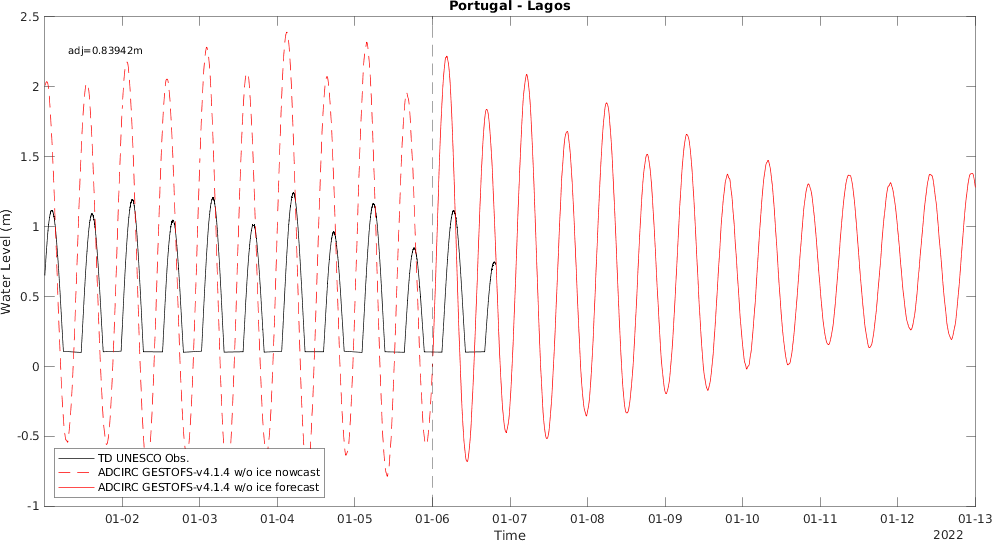 Portugal - Lagos
2.5
adj=0.83942m
2
1.5
1
0.5
0
-0.5
-1
Water Level (m)
TD UNESCO Obs.
ADCIRC GESTOFS-v4.1.4 w/o ice nowcast
ADCIRC GESTOFS-v4.1.4 w/o ice forecast
01-02 01-03 01-04 01-05 01-06 01-07 01-08 01-09 01-10 01-11 01-12 01-13
Time
2022